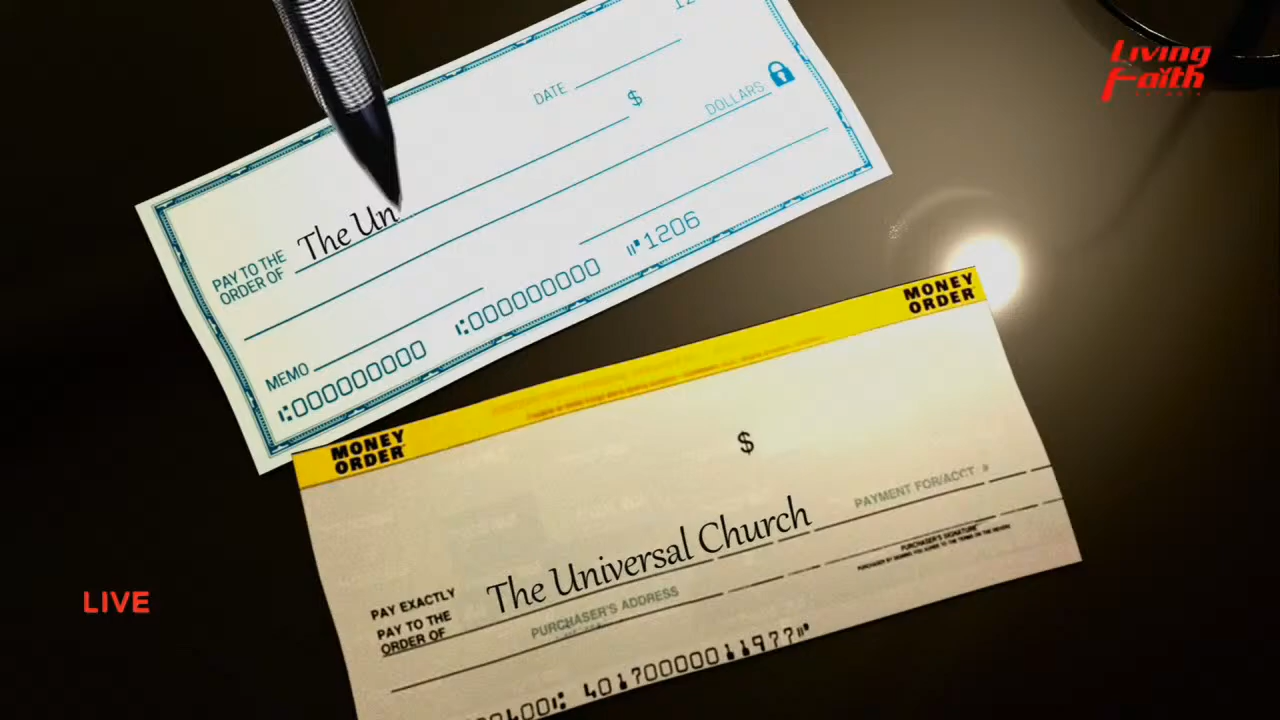 Living
Faith
12
DATE
$
DOLLARS
PAY TO THE
ORDER OF
The Un
MEMO
⑆000000000
⑆000000000
⑈1206
MONEY
ORDER
MONEY
ORDER
$
PAYMENT FOR/ACCT #
The Universal Church
PAY EXACTLY
PAY TO THE
ORDER OF
PURCHASER'S SIGNATURE
PURCHASER'S ADDRESS
40170000011977⑈
LIVE